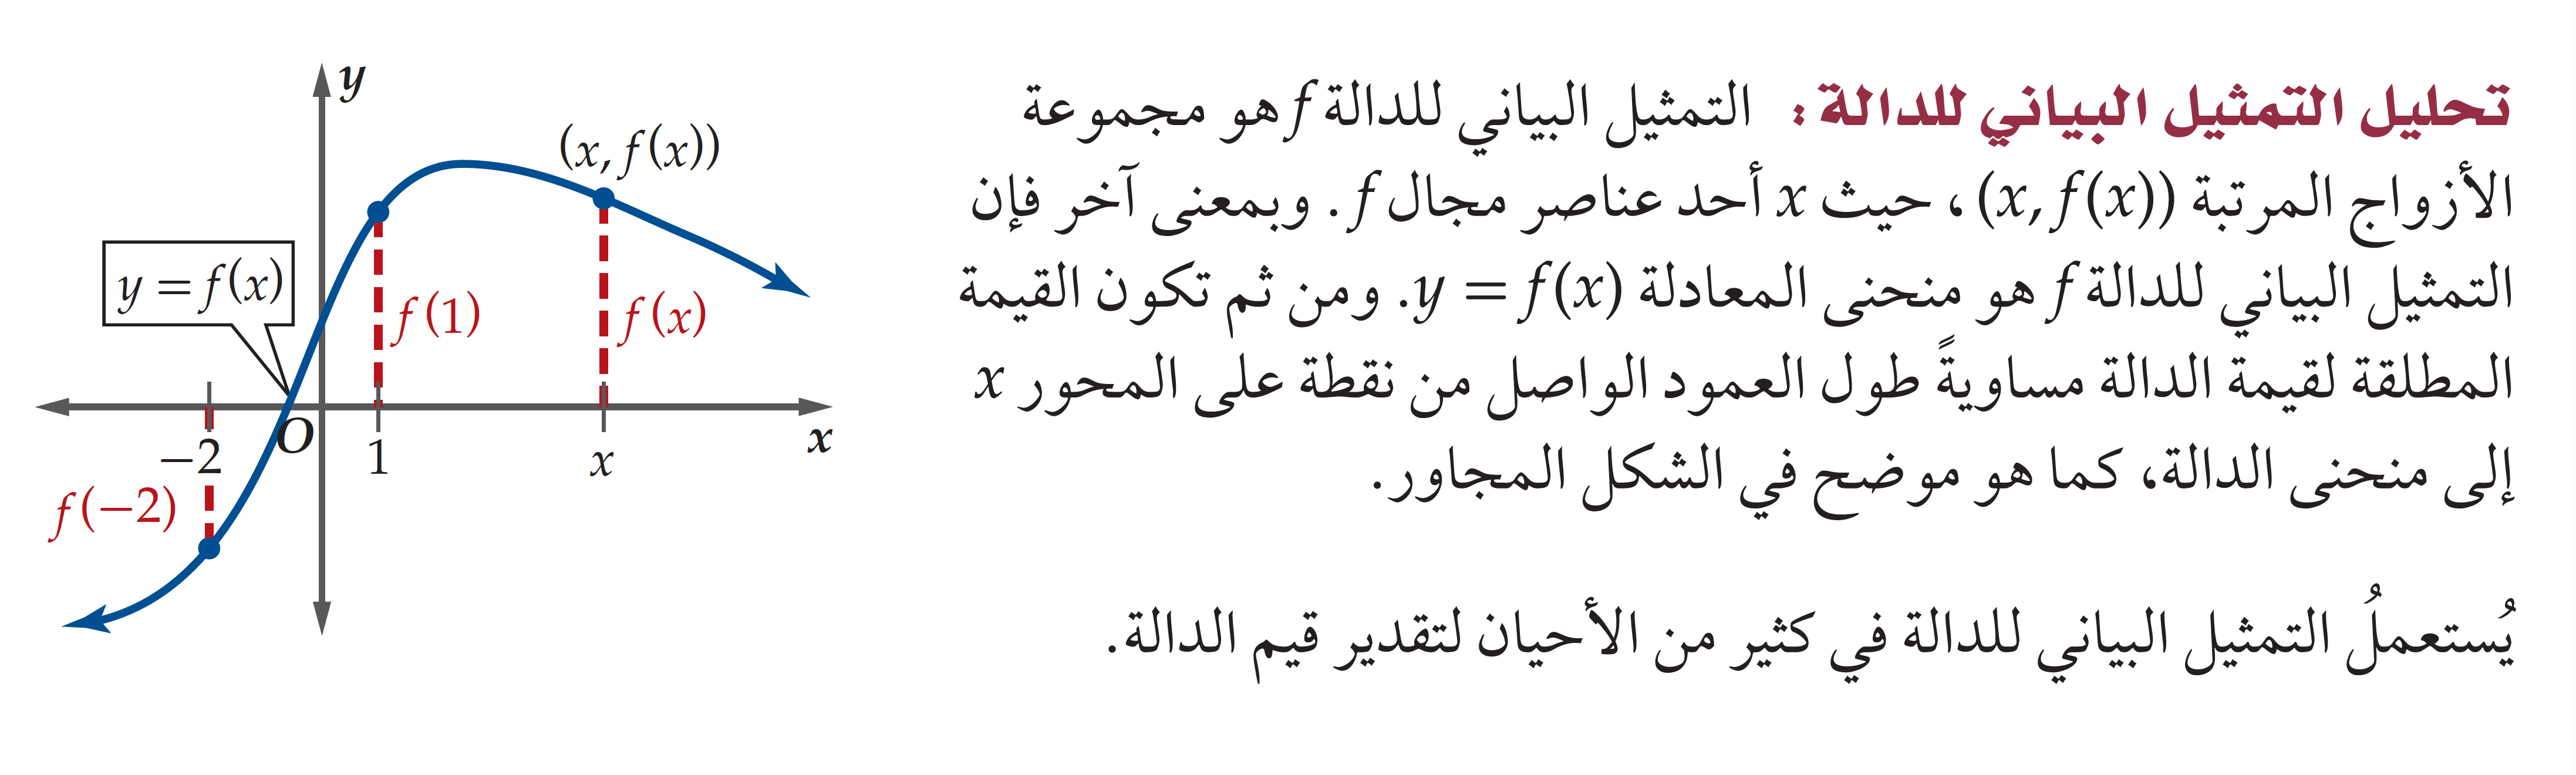 تحليل التمثيل البياني للدالة : التمثيل البياني للدالة f هو مجموعة
الأزواج المرتبة (x, f(x))، حيث x أحد عناصر مجال f. وبمعنى آخر فإن
التمثيل البياني للدالة f هو منحنى المعادلة y = f(x). ومن ثم تكون القيمة
المطلقة لقيمة الدالة مساويةً طول العمود الواصل من نقطة على المحور x
إلى منحنى الدالة، كما هو موضح في الشكل المجاور.
يُستعملُ التمثيل البياني للدالة في كثير من الأحيان لتقدير قيم الدالة.
y
(x, f(x))
y = f(x)
f(1)
f(x)
O
x
−2
1
x
f(−2)